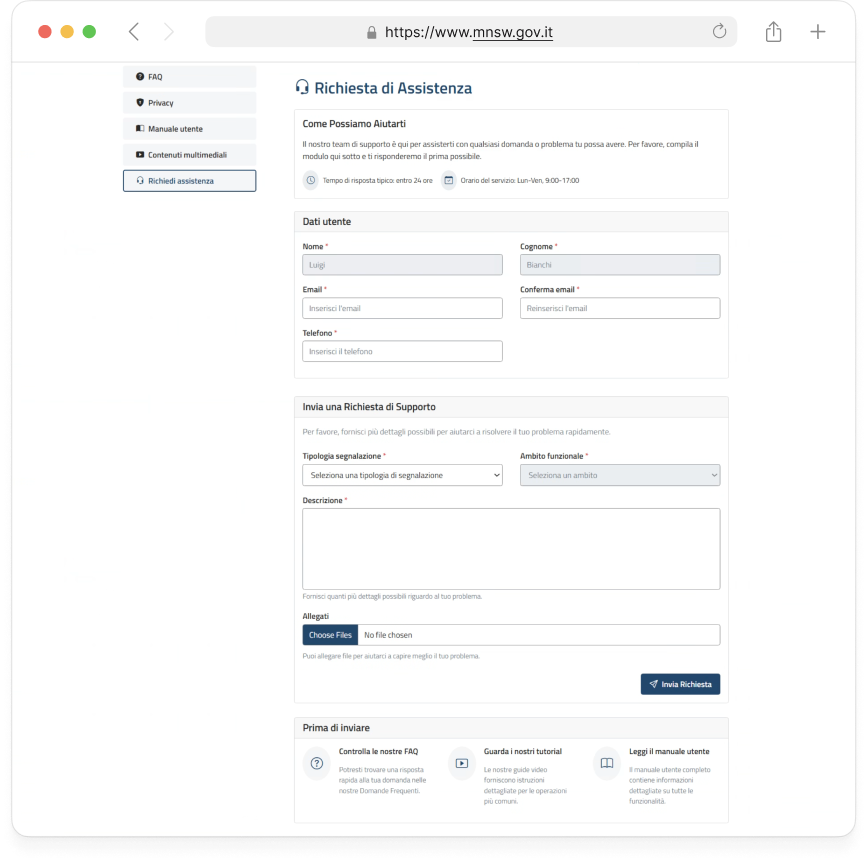 https://www.mnsw.gov.it
FAQ
Privacy
Manuale utente
Contenuti multimediali
Richiedi assistenza
Richiesta di Assistenza
Come Possiamo Aiutarti
Il nostro team di supporto è qui per assisterti con qualsiasi domanda o problema tu possa avere. Per favore, compila il
modulo qui sotto e ti risponderemo il prima possibile.
Tempo di risposta tipico: entro 24 ore Orario del servizio: Lun-Ven, 9:00-17:00
Dati utente
Nome * Cognome *
Luigi Bianchi
Email * Conferma email *
Inserisci l'email Reinserisci l'email
Telefono *
Inserisci il telefono
Invia una Richiesta di Supporto
Per favore, fornisci più dettagli possibili per aiutarci a risolvere il tuo problema rapidamente.
Tipologia segnalazione * Ambito funzionale *
Seleziona una tipologia di segnalazione Seleziona un ambito
Descrizione *
Fornisci quanti più dettagli possibili riguardo al tuo problema.
Allegati
Choose Files No file chosen
Puoi allegare file per aiutarci a capire meglio il tuo problema.
Invia Richiesta
Prima di inviare
Controlla le nostre FAQ
Potresti trovare una risposta
rapida alla tua domanda nelle
nostre Domande Frequenti.
Guarda i nostri tutorial
Le nostre guide video
forniscono istruzioni
dettagliate per le operazioni
più comuni.
Leggi il manuale utente
Il manuale utente completo
contiene informazioni
dettagliate su tutte le
funzionalità.